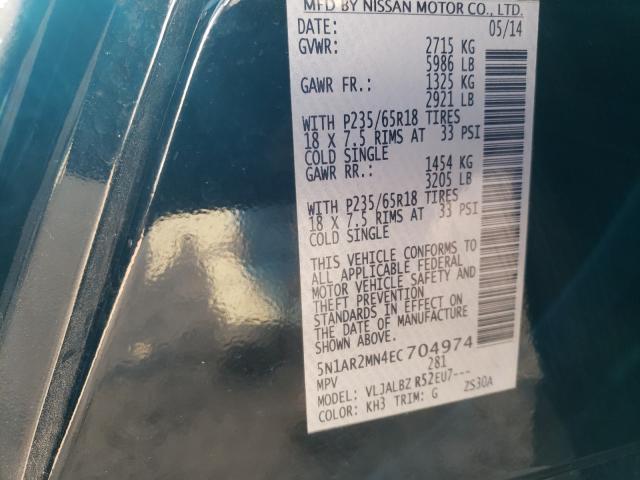 MFD BY NISSAN MOTOR CO., LTD.
DATE: 05/14
GVWR: 2715 KG
5986 LB
GAWR FR.: 1325 KG
2921 LB
WITH P235/65R18 TIRES
18 X 7.5 RIMS AT 33 PSI
COLD SINGLE
GAWR RR.: 1454 KG
3205 LB
WITH P235/65R18 TIRES
18 X 7.5 RIMS AT 33 PSI
COLD SINGLE
THIS VEHICLE CONFORMS TO
ALL APPLICABLE FEDERAL
MOTOR VEHICLE SAFETY AND
THEFT PREVENTION
STANDARDS IN EFFECT ON
THE DATE OF MANUFACTURE
SHOWN ABOVE.
5N1AR2MN4EC704974
MPV 281
MODEL: VLJALBZ R52EU7---
COLOR: KH3 TRIM: G ZS30A